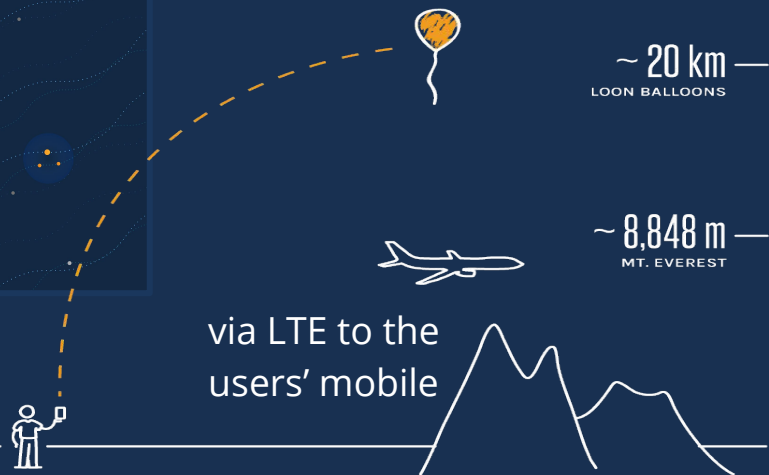 ~ 20 km
LOON BALLOONS
~ 8,848 m
MT. EVEREST
via LTE to the
users’ mobile